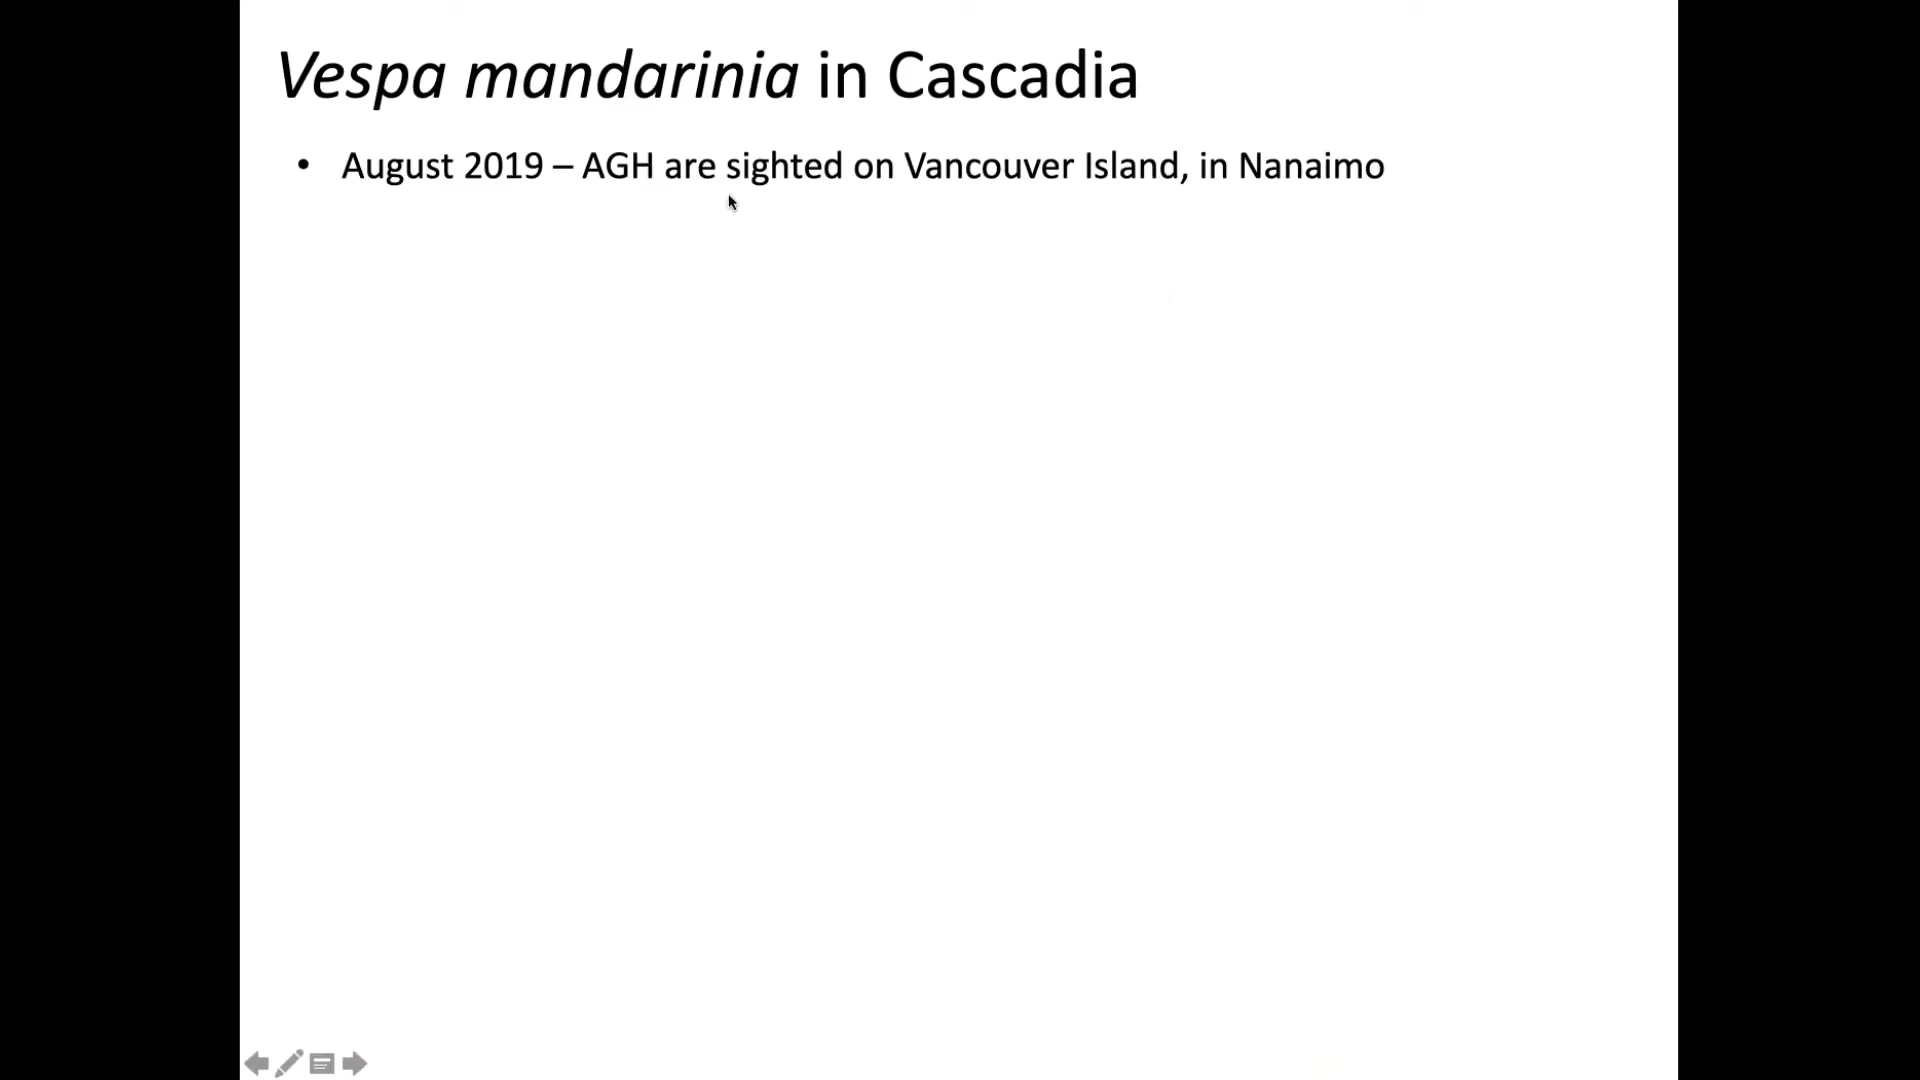 Vespa mandarinia in Cascadia
• August 2019 – AGH are sighted on Vancouver Island, in Nanaimo